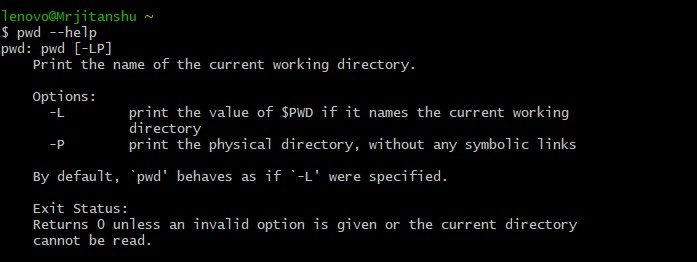 lenovo@Mrjitanshu ~
$ pwd --help
pwd: pwd [-LP]
    Print the name of the current working directory.

    Options:
      -L        print the value of $PWD if it names the current working
                directory
      -P        print the physical directory, without any symbolic links

    By default, `pwd' behaves as if `-L' were specified.

    Exit Status:
    Returns 0 unless an invalid option is given or the current directory
    cannot be read.